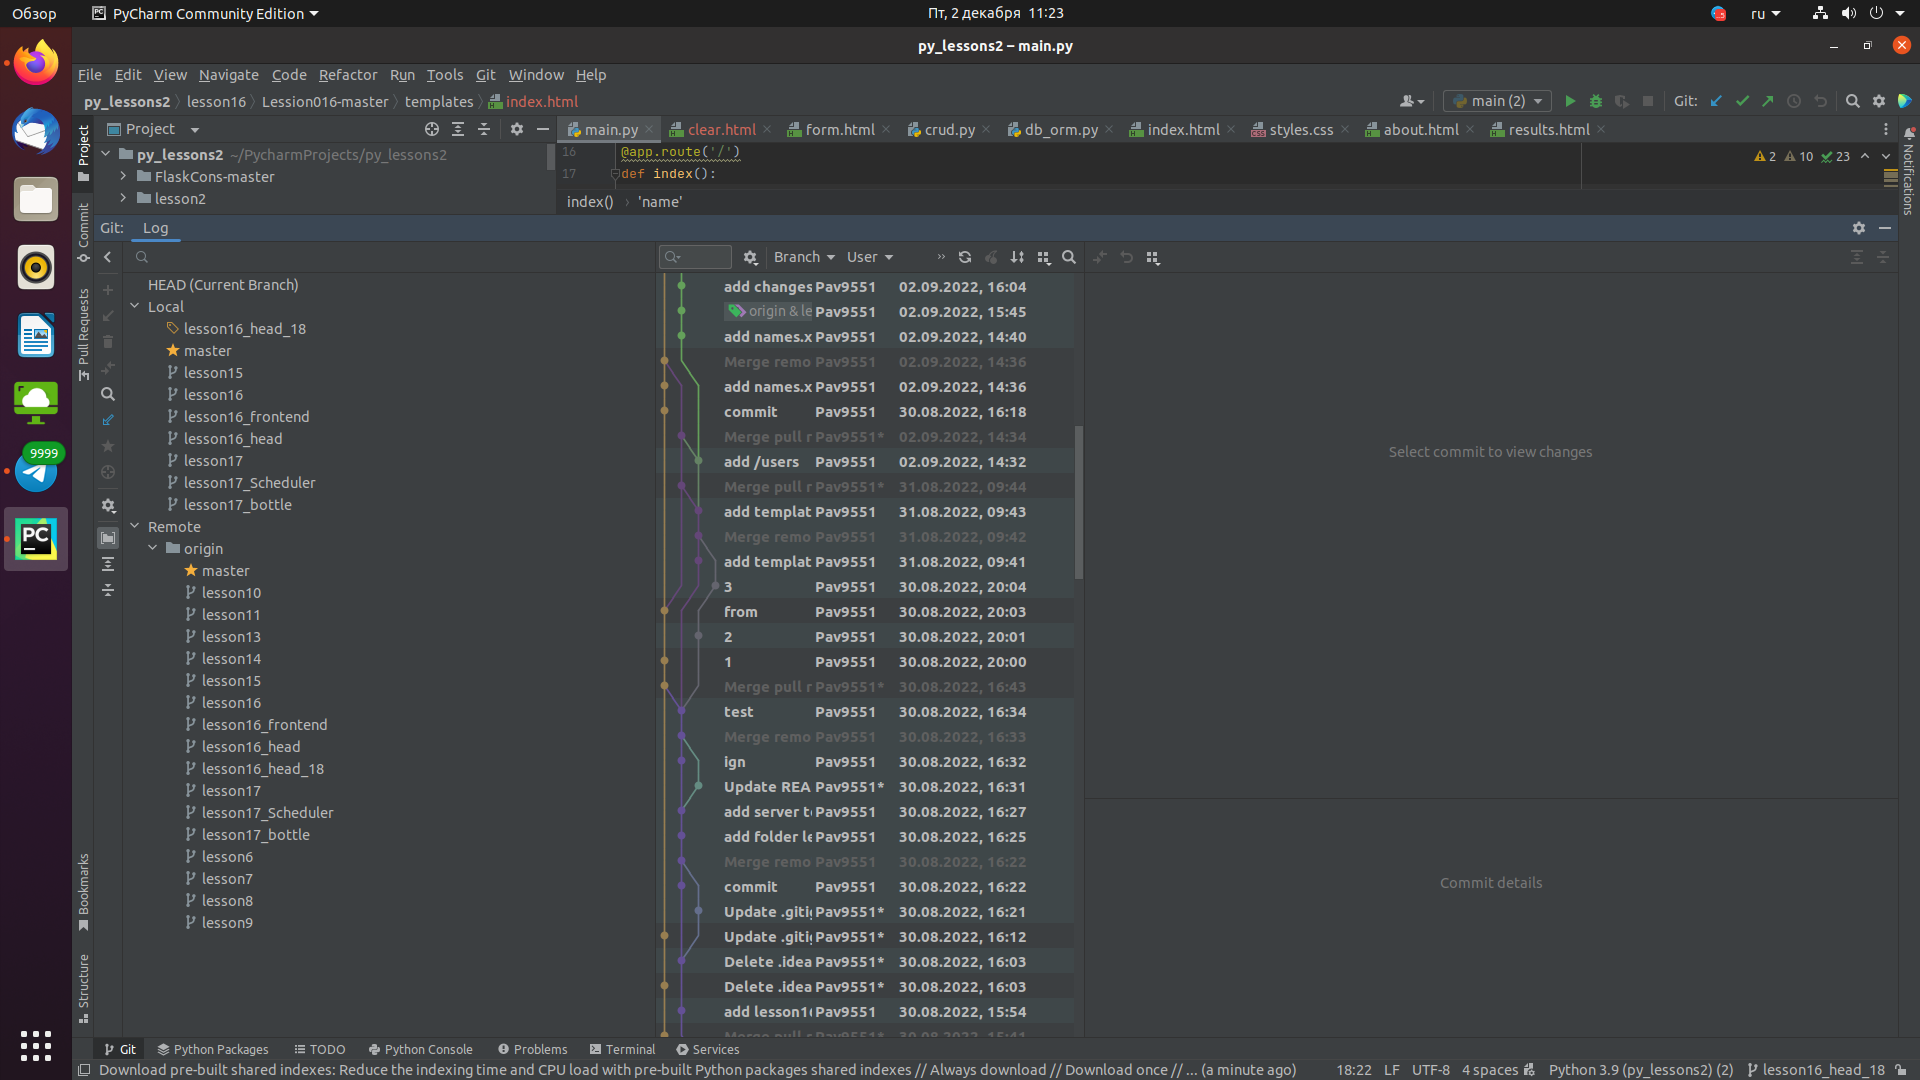 Обзор
PyCharm Community Edition
Пт, 2 декабря 11:23
ru
py_lessons2 – main.py
File Edit View Navigate Code Refactor Run Tools Git Window Help
py_lessons2 lesson16 Lession016-master templates index.html
main (2)
Git:
Project
main.py clear.html form.html crud.py db_orm.py index.html styles.css about.html results.html
py_lessons2 ~/PycharmProjects/py_lessons2
FlaskCons-master
lesson2
16 @app.route('/')
17 def index():
2 10 23
index() › 'name'
Git: Log
Project
Commit
Pull Requests
Bookmarks
Structure
Notifications
9999
HEAD (Current Branch)
Local
lesson16_head_18
master
lesson15
lesson16
lesson16_frontend
lesson16_head
lesson17
lesson17_Scheduler
lesson17_bottle
Remote
origin
master
lesson10
lesson11
lesson13
lesson14
lesson15
lesson16
lesson16_frontend
lesson16_head
lesson16_head_18
lesson17
lesson17_Scheduler
lesson17_bottle
lesson6
lesson7
lesson8
lesson9
Branch User
add changes Pav9551 02.09.2022, 16:04
origin & le Pav9551 02.09.2022, 15:45
add names.x Pav9551 02.09.2022, 14:40
Merge remo Pav9551 02.09.2022, 14:36
add names.x Pav9551 02.09.2022, 14:36
commit Pav9551 30.08.2022, 16:18
Merge pull r Pav9551* 02.09.2022, 14:34
add /users Pav9551 02.09.2022, 14:32
Merge pull r Pav9551* 31.08.2022, 09:44
add templat Pav9551 31.08.2022, 09:43
Merge remo Pav9551 31.08.2022, 09:42
add templat Pav9551 31.08.2022, 09:41
3 Pav9551 30.08.2022, 20:04
from Pav9551 30.08.2022, 20:03
2 Pav9551 30.08.2022, 20:01
1 Pav9551 30.08.2022, 20:00
Merge pull r Pav9551* 30.08.2022, 16:43
test Pav9551 30.08.2022, 16:34
Merge remo Pav9551 30.08.2022, 16:33
ign Pav9551 30.08.2022, 16:32
Update REA Pav9551* 30.08.2022, 16:31
add server t Pav9551 30.08.2022, 16:27
add folder le Pav9551 30.08.2022, 16:25
Merge remo Pav9551 30.08.2022, 16:22
commit Pav9551 30.08.2022, 16:22
Update .giti Pav9551* 30.08.2022, 16:21
Update .giti Pav9551* 30.08.2022, 16:12
Delete .idea Pav9551* 30.08.2022, 16:03
Delete .idea Pav9551* 30.08.2022, 16:03
add lesson1 Pav9551 30.08.2022, 15:54
Merge pull r Pav9551* 30.08.2022, 15:41
Select commit to view changes
Commit details
Git Python Packages TODO Python Console Problems Terminal Services
Download pre-built shared indexes: Reduce the indexing time and CPU load with pre-built Python packages shared indexes // Always download // Download once // ... (a minute ago)
18:22 LF UTF-8 4 spaces Python 3.9 (py_lessons2) (2) lesson16_head_18